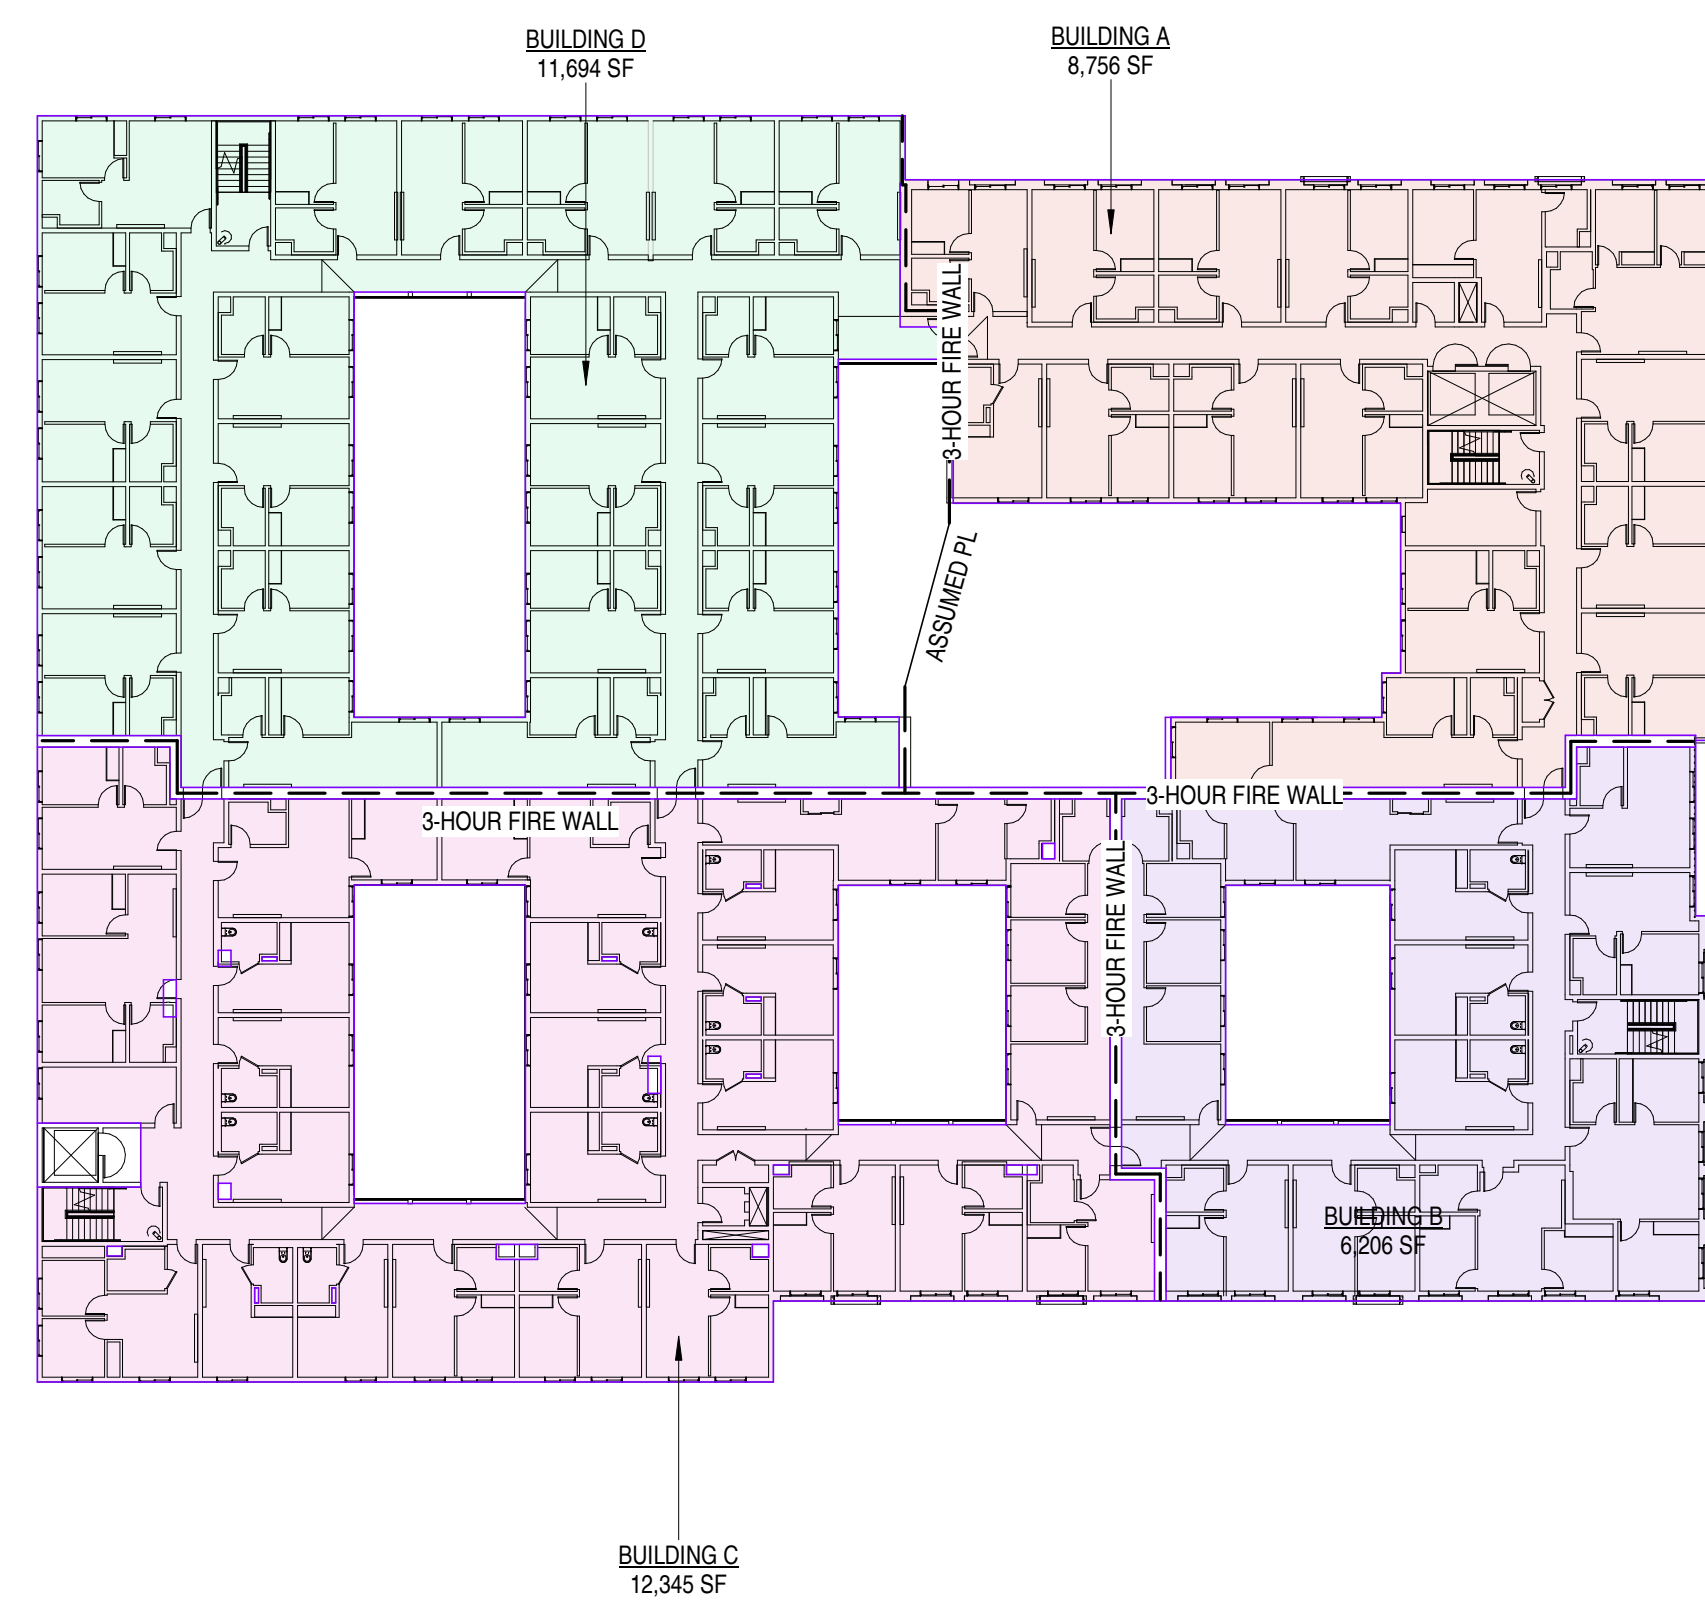 BUILDING D
11,694 SF
BUILDING A
8,756 SF
3-HOUR FIRE WALL
ASSUMED PL
3-HOUR FIRE WALL
3-HOUR FIRE WALL
3-HOUR FIRE WALL
BUILDING B
6,206 SF
BUILDING C
12,345 SF